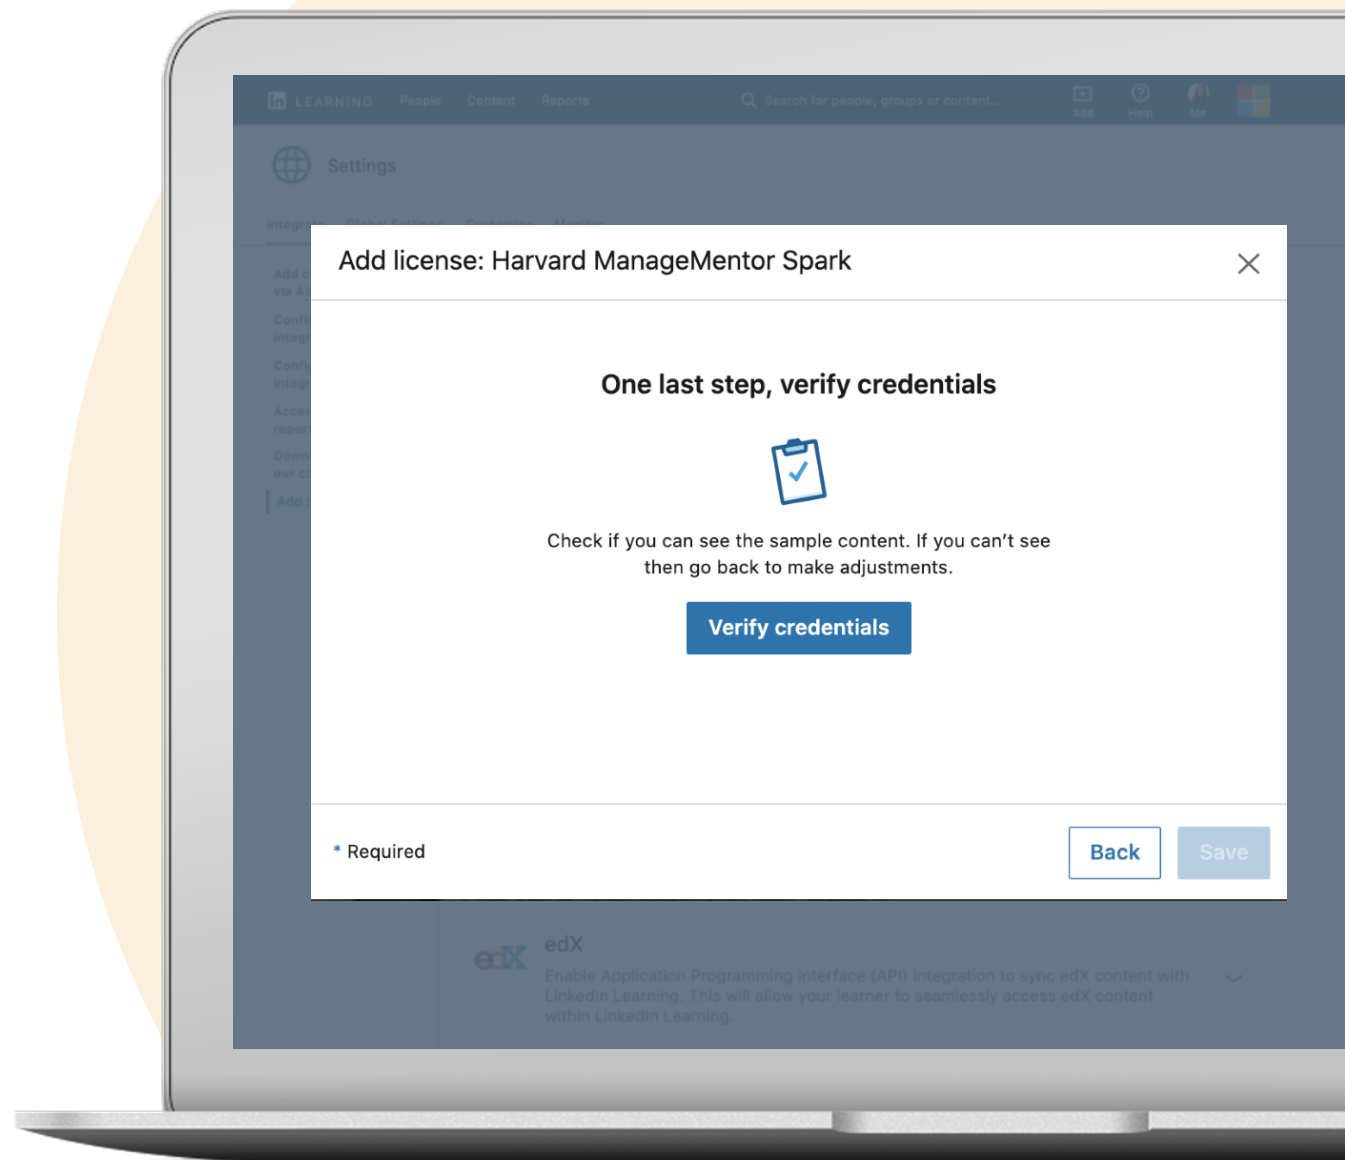 in LEARNING People Content Reports Search for people, groups or content...
Add Help Me
Settings
Add license: Harvard ManageMentor Spark
One last step, verify credentials
Check if you can see the sample content. If you can’t see
then go back to make adjustments.
Verify credentials
* Required
Back Save
edX
edX
Enable Application Programming Interface (API) integration to sync edX content with
LinkedIn Learning. This will allow your learner to seamlessly access edX content
within LinkedIn Learning.